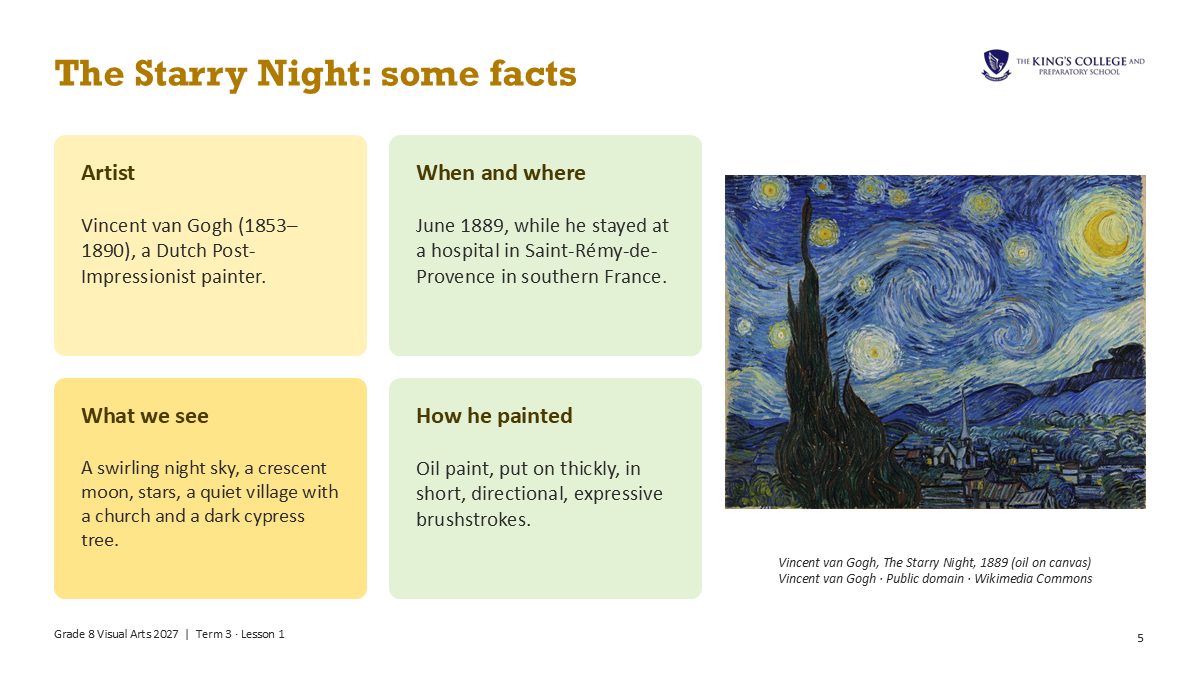 The Starry Night: some facts
THE KING'S COLLEGE AND
PREPARATORY SCHOOL
Artist
Vincent van Gogh (1853–
1890), a Dutch Post-
Impressionist painter.
When and where
June 1889, while he stayed at
a hospital in Saint-Rémy-de-
Provence in southern France.
What we see
A swirling night sky, a crescent
moon, stars, a quiet village with
a church and a dark cypress
tree.
How he painted
Oil paint, put on thickly, in
short, directional, expressive
brushstrokes.
Vincent van Gogh, The Starry Night, 1889 (oil on canvas)
Vincent van Gogh · Public domain · Wikimedia Commons
Grade 8 Visual Arts 2027 | Term 3 · Lesson 1
5